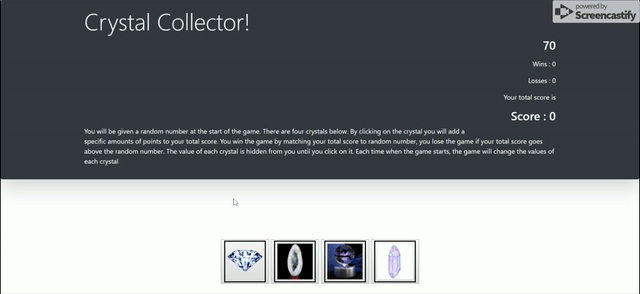 powered by
Screencastify
Crystal Collector!
70
Wins : 0
Losses : 0
Your total score is
Score : 0
You will be given a random number at the start of the game. There are four crystals below. By clicking on the crystal you will add a
specific amounts of points to your total score. You win the game by matching your total score to random number, you lose the game if your total score goes
above the random number. The value of each crystal is hidden from you until you click on it. Each time when the game starts, the game will change the values of
each crystal